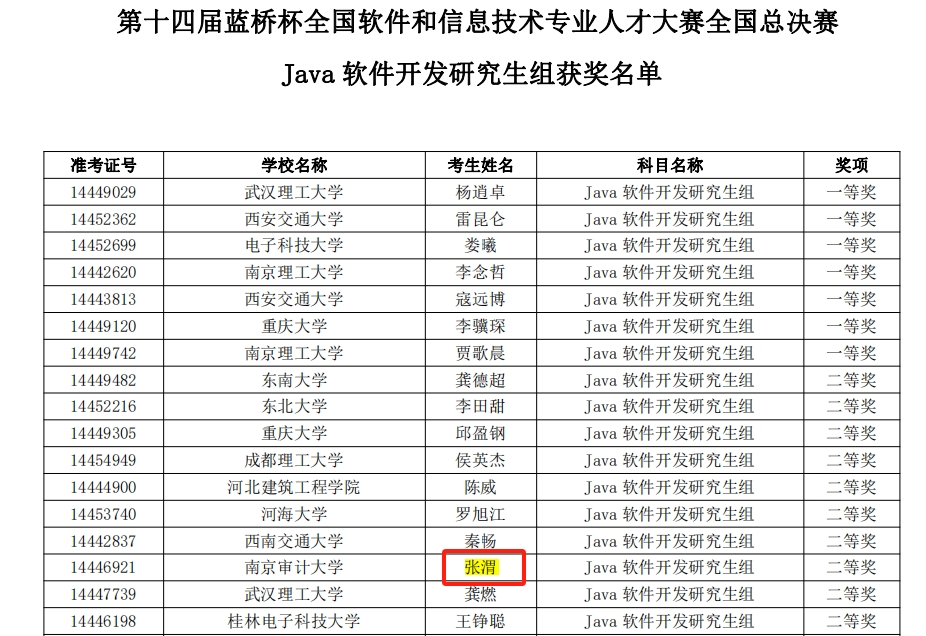 第十四届蓝桥杯全国软件和信息技术专业人才大赛全国总决赛
Java 软件开发研究生组获奖名单
准考证号 学校名称 考生姓名 科目名称 奖项
14449029 武汉理工大学 杨逍卓 Java 软件开发研究生组 一等奖
14452362 西安交通大学 雷昆仑 Java 软件开发研究生组 一等奖
14452699 电子科技大学 娄曦 Java 软件开发研究生组 一等奖
14442620 南京理工大学 李念哲 Java 软件开发研究生组 一等奖
14443813 西安交通大学 寇远博 Java 软件开发研究生组 一等奖
14449120 重庆大学 李骥琛 Java 软件开发研究生组 一等奖
14449742 南京理工大学 贾歌晨 Java 软件开发研究生组 一等奖
14449482 东南大学 龚德超 Java 软件开发研究生组 二等奖
14452216 东北大学 李田甜 Java 软件开发研究生组 二等奖
14449305 重庆大学 邱盈钢 Java 软件开发研究生组 二等奖
14454949 成都理工大学 侯英杰 Java 软件开发研究生组 二等奖
14444900 河北建筑工程学院 陈威 Java 软件开发研究生组 二等奖
14453740 河海大学 罗旭江 Java 软件开发研究生组 二等奖
14442837 西南交通大学 秦畅 Java 软件开发研究生组 二等奖
14446921 南京审计大学 张渭 Java 软件开发研究生组 二等奖
14447739 武汉理工大学 龚燃 Java 软件开发研究生组 二等奖
14446198 桂林电子科技大学 王铮聪 Java 软件开发研究生组 二等奖